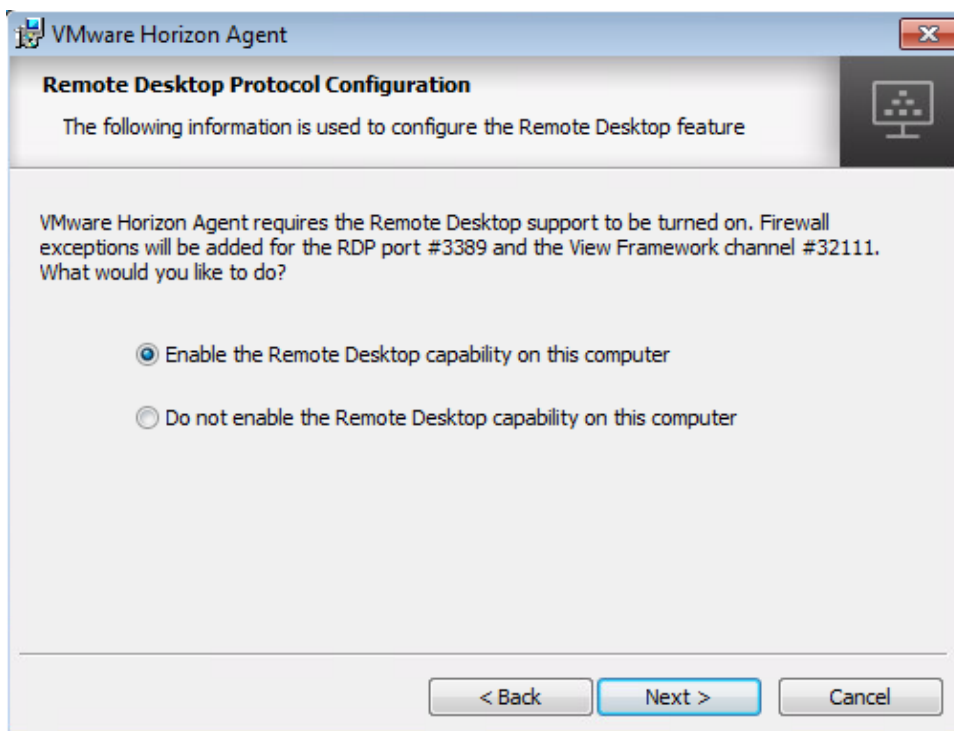 VMware Horizon Agent
Remote Desktop Protocol Configuration
The following information is used to configure the Remote Desktop feature
VMware Horizon Agent requires the Remote Desktop support to be turned on. Firewall
exceptions will be added for the RDP port #3389 and the View Framework channel #32111.
What would you like to do?
Enable the Remote Desktop capability on this computer
Do not enable the Remote Desktop capability on this computer
< Back Next > Cancel